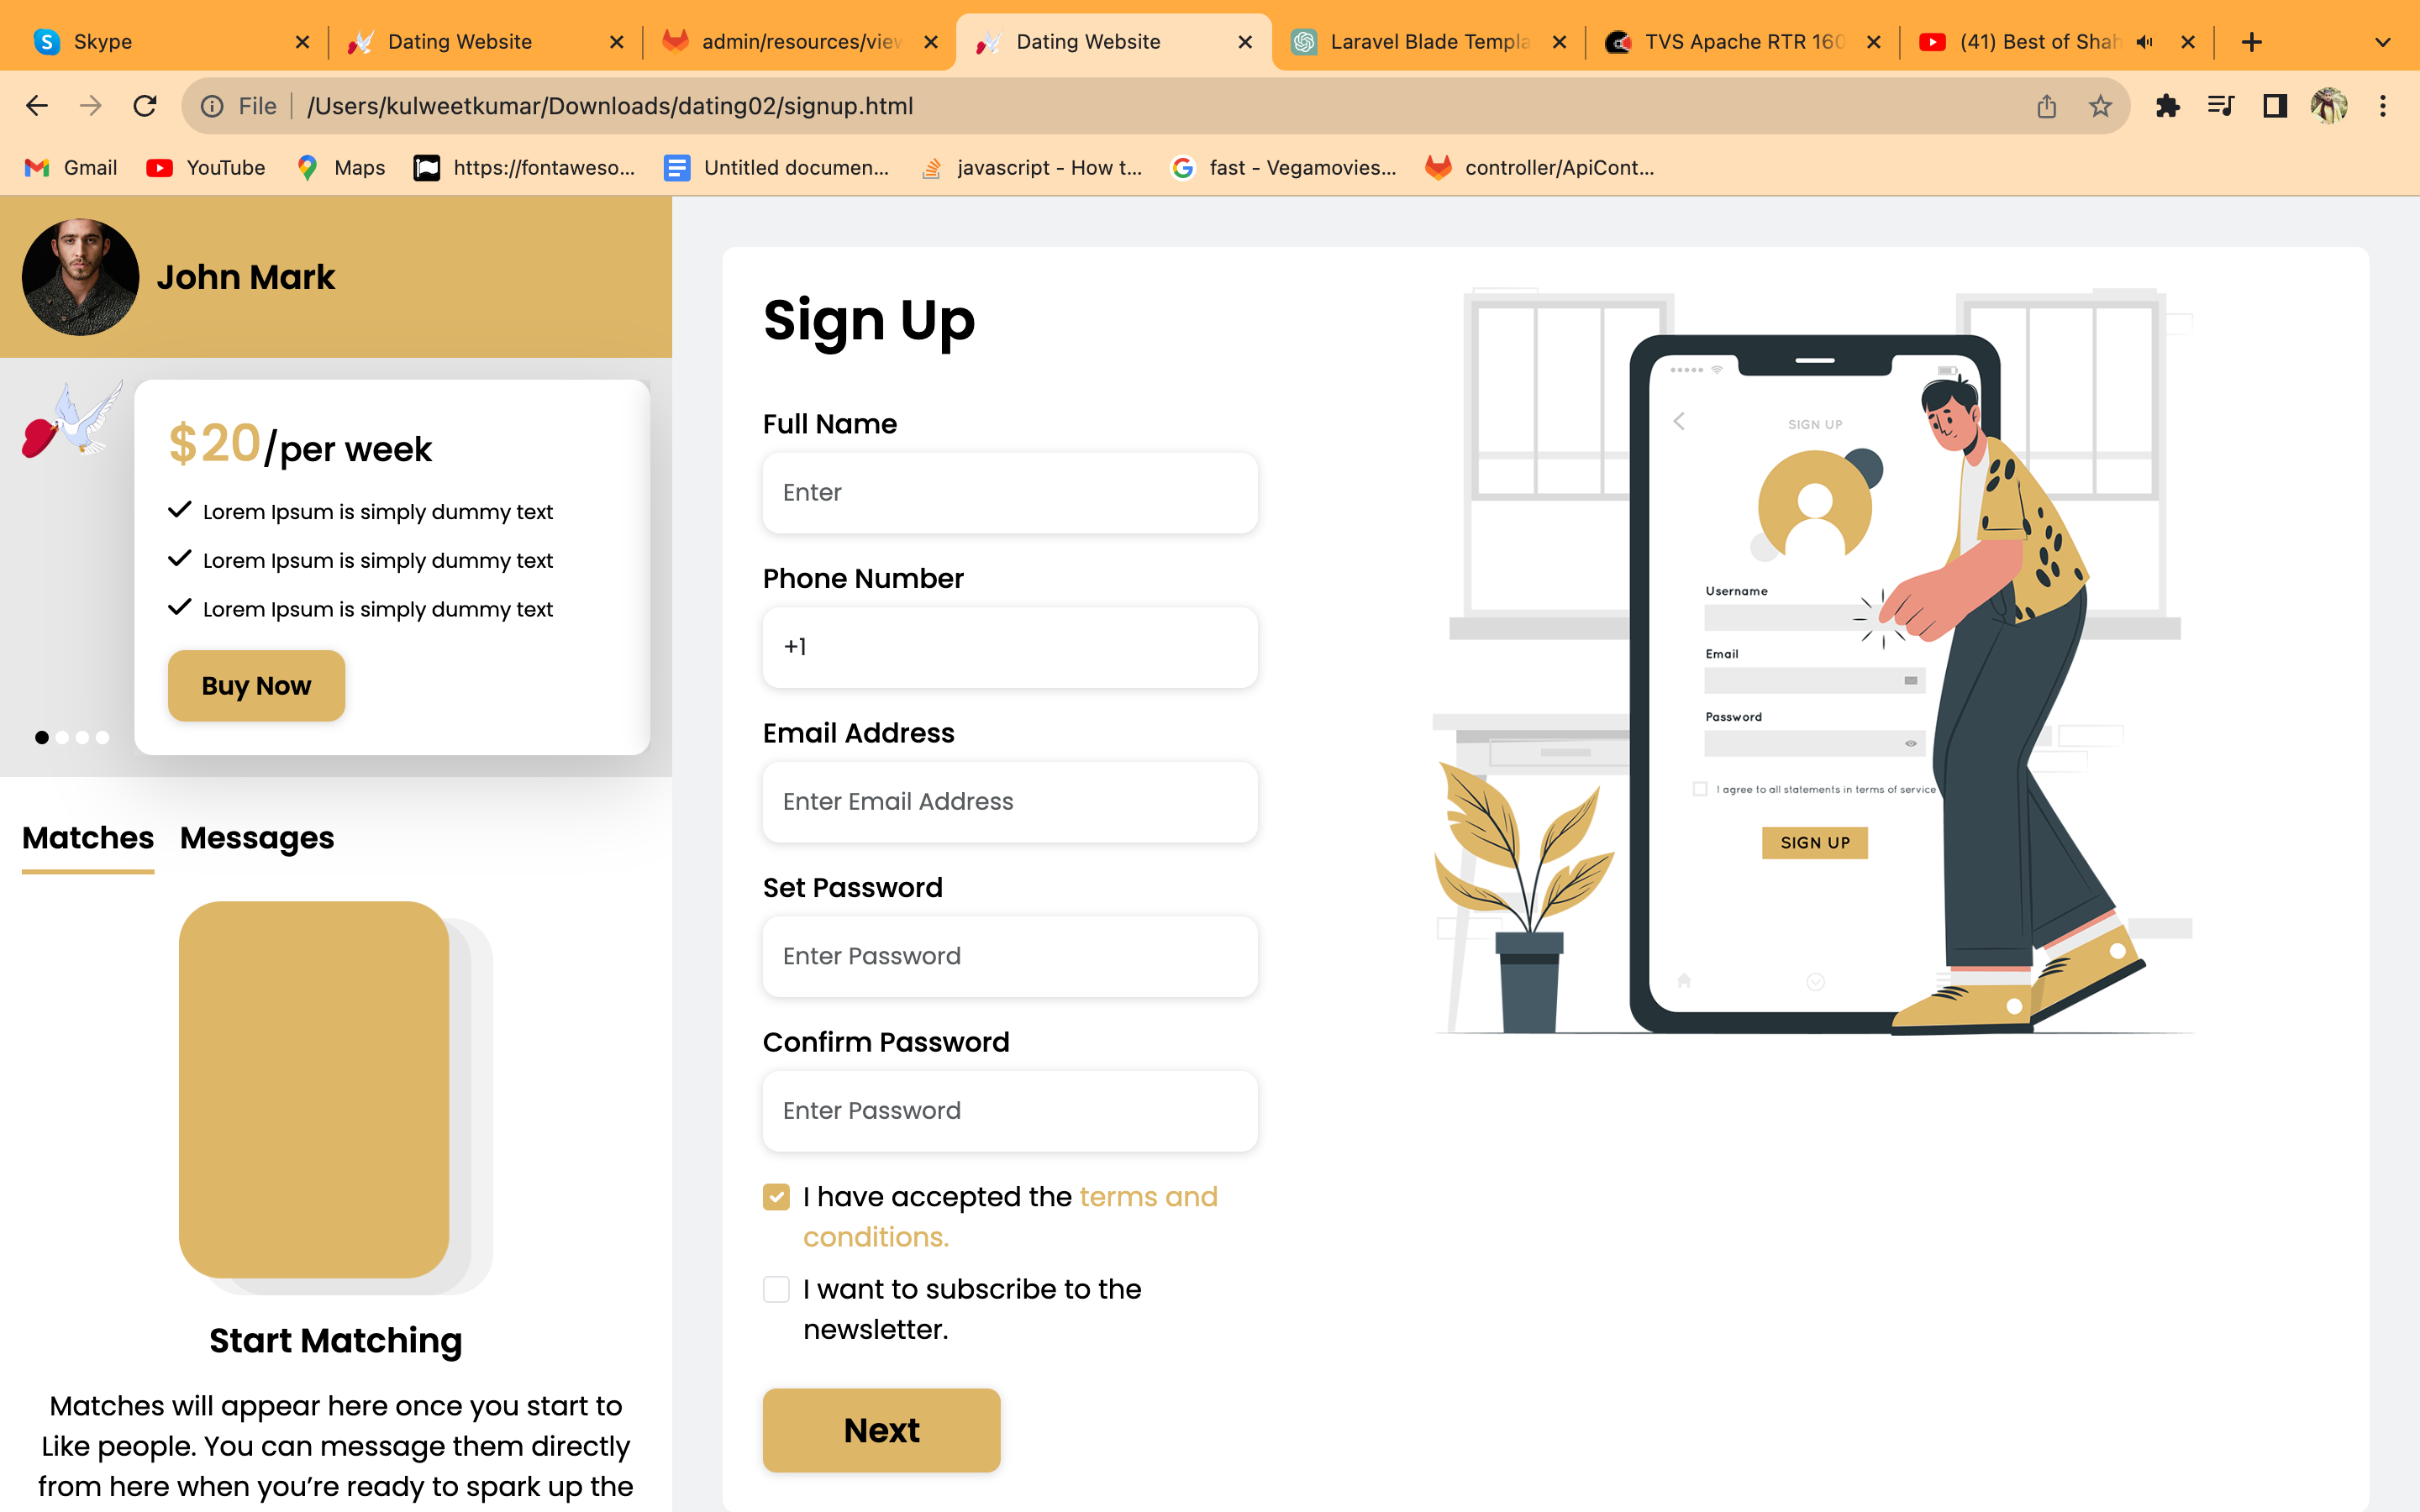 Skype
Dating Website
admin/resources/view
Dating Website
Laravel Blade Templa
TVS Apache RTR 160
(41) Best of Shah
File
/Users/kulweetkumar/Downloads/dating02/signup.html
Gmail
YouTube
Maps
https://fontaweso...
Untitled documen...
javascript - How t...
fast - Vegamovies...
controller/ApiCont...
John Mark
$20/per week
Lorem Ipsum is simply dummy text
Lorem Ipsum is simply dummy text
Lorem Ipsum is simply dummy text
Buy Now
Matches
Messages
Start Matching
Matches will appear here once you start to
Like people. You can message them directly
from here when you’re ready to spark up the
Sign Up
Full Name
Enter
Phone Number
+1
Email Address
Enter Email Address
Set Password
Enter Password
Confirm Password
Enter Password
I have accepted the terms and
conditions.
I want to subscribe to the
newsletter.
Next
SIGN UP
Username
Email
Password
I agree to all statements in terms of service
SIGN UP